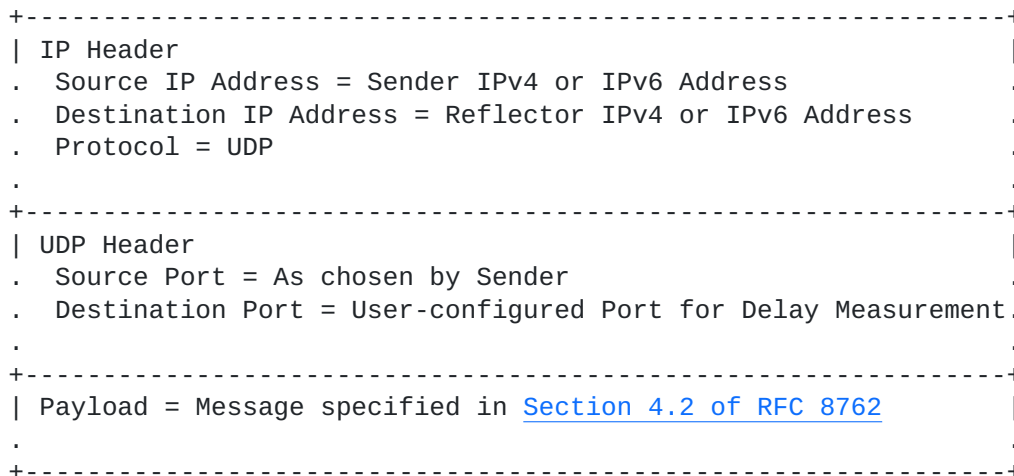 +---------------------------------------------------------------+
| IP Header |
. Source IP Address = Sender IPv4 or IPv6 Address .
. Destination IP Address = Reflector IPv4 or IPv6 Address .
. Protocol = UDP .
. .
+---------------------------------------------------------------+
| UDP Header |
. Source Port = As chosen by Sender .
. Destination Port = User-configured Port for Delay Measurement.
. .
+---------------------------------------------------------------+
| Payload = Message specified in Section 4.2 of RFC 8762 |
. .
+---------------------------------------------------------------+